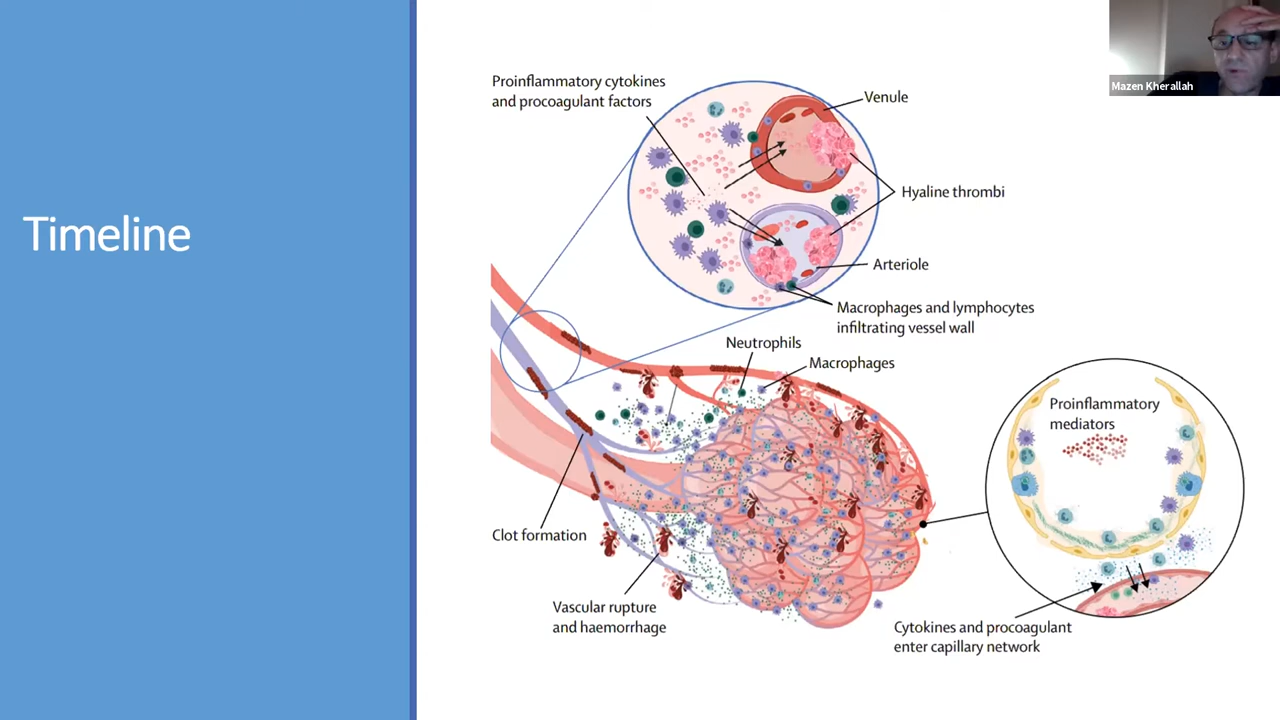 Timeline
Mazen Kherallah
Proinflammatory cytokines
and procoagulant factors
Venule
Hyaline thrombi
Arteriole
Macrophages and lymphocytes
infiltrating vessel wall
Neutrophils
Macrophages
Proinflammatory
mediators
Clot formation
Vascular rupture
and haemorrhage
Cytokines and procoagulant
enter capillary network